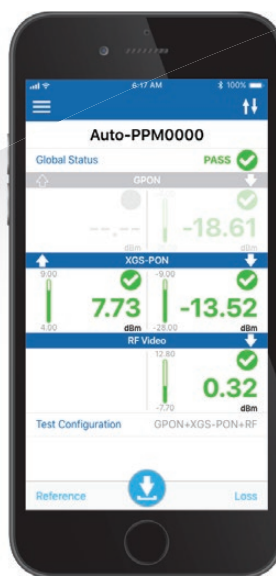 6:17 AM 100%
Auto-PPM0000
Global Status PASS
GPON
--.-- -18.61
dBm dBm
XGS-PON
9.00 -9.00
7.73 -13.52
4.00 dBm -28.00 dBm
RF Video
12.80
0.32
-7.70 dBm
Test Configuration GPON+XGS-PON+RF
Reference Loss